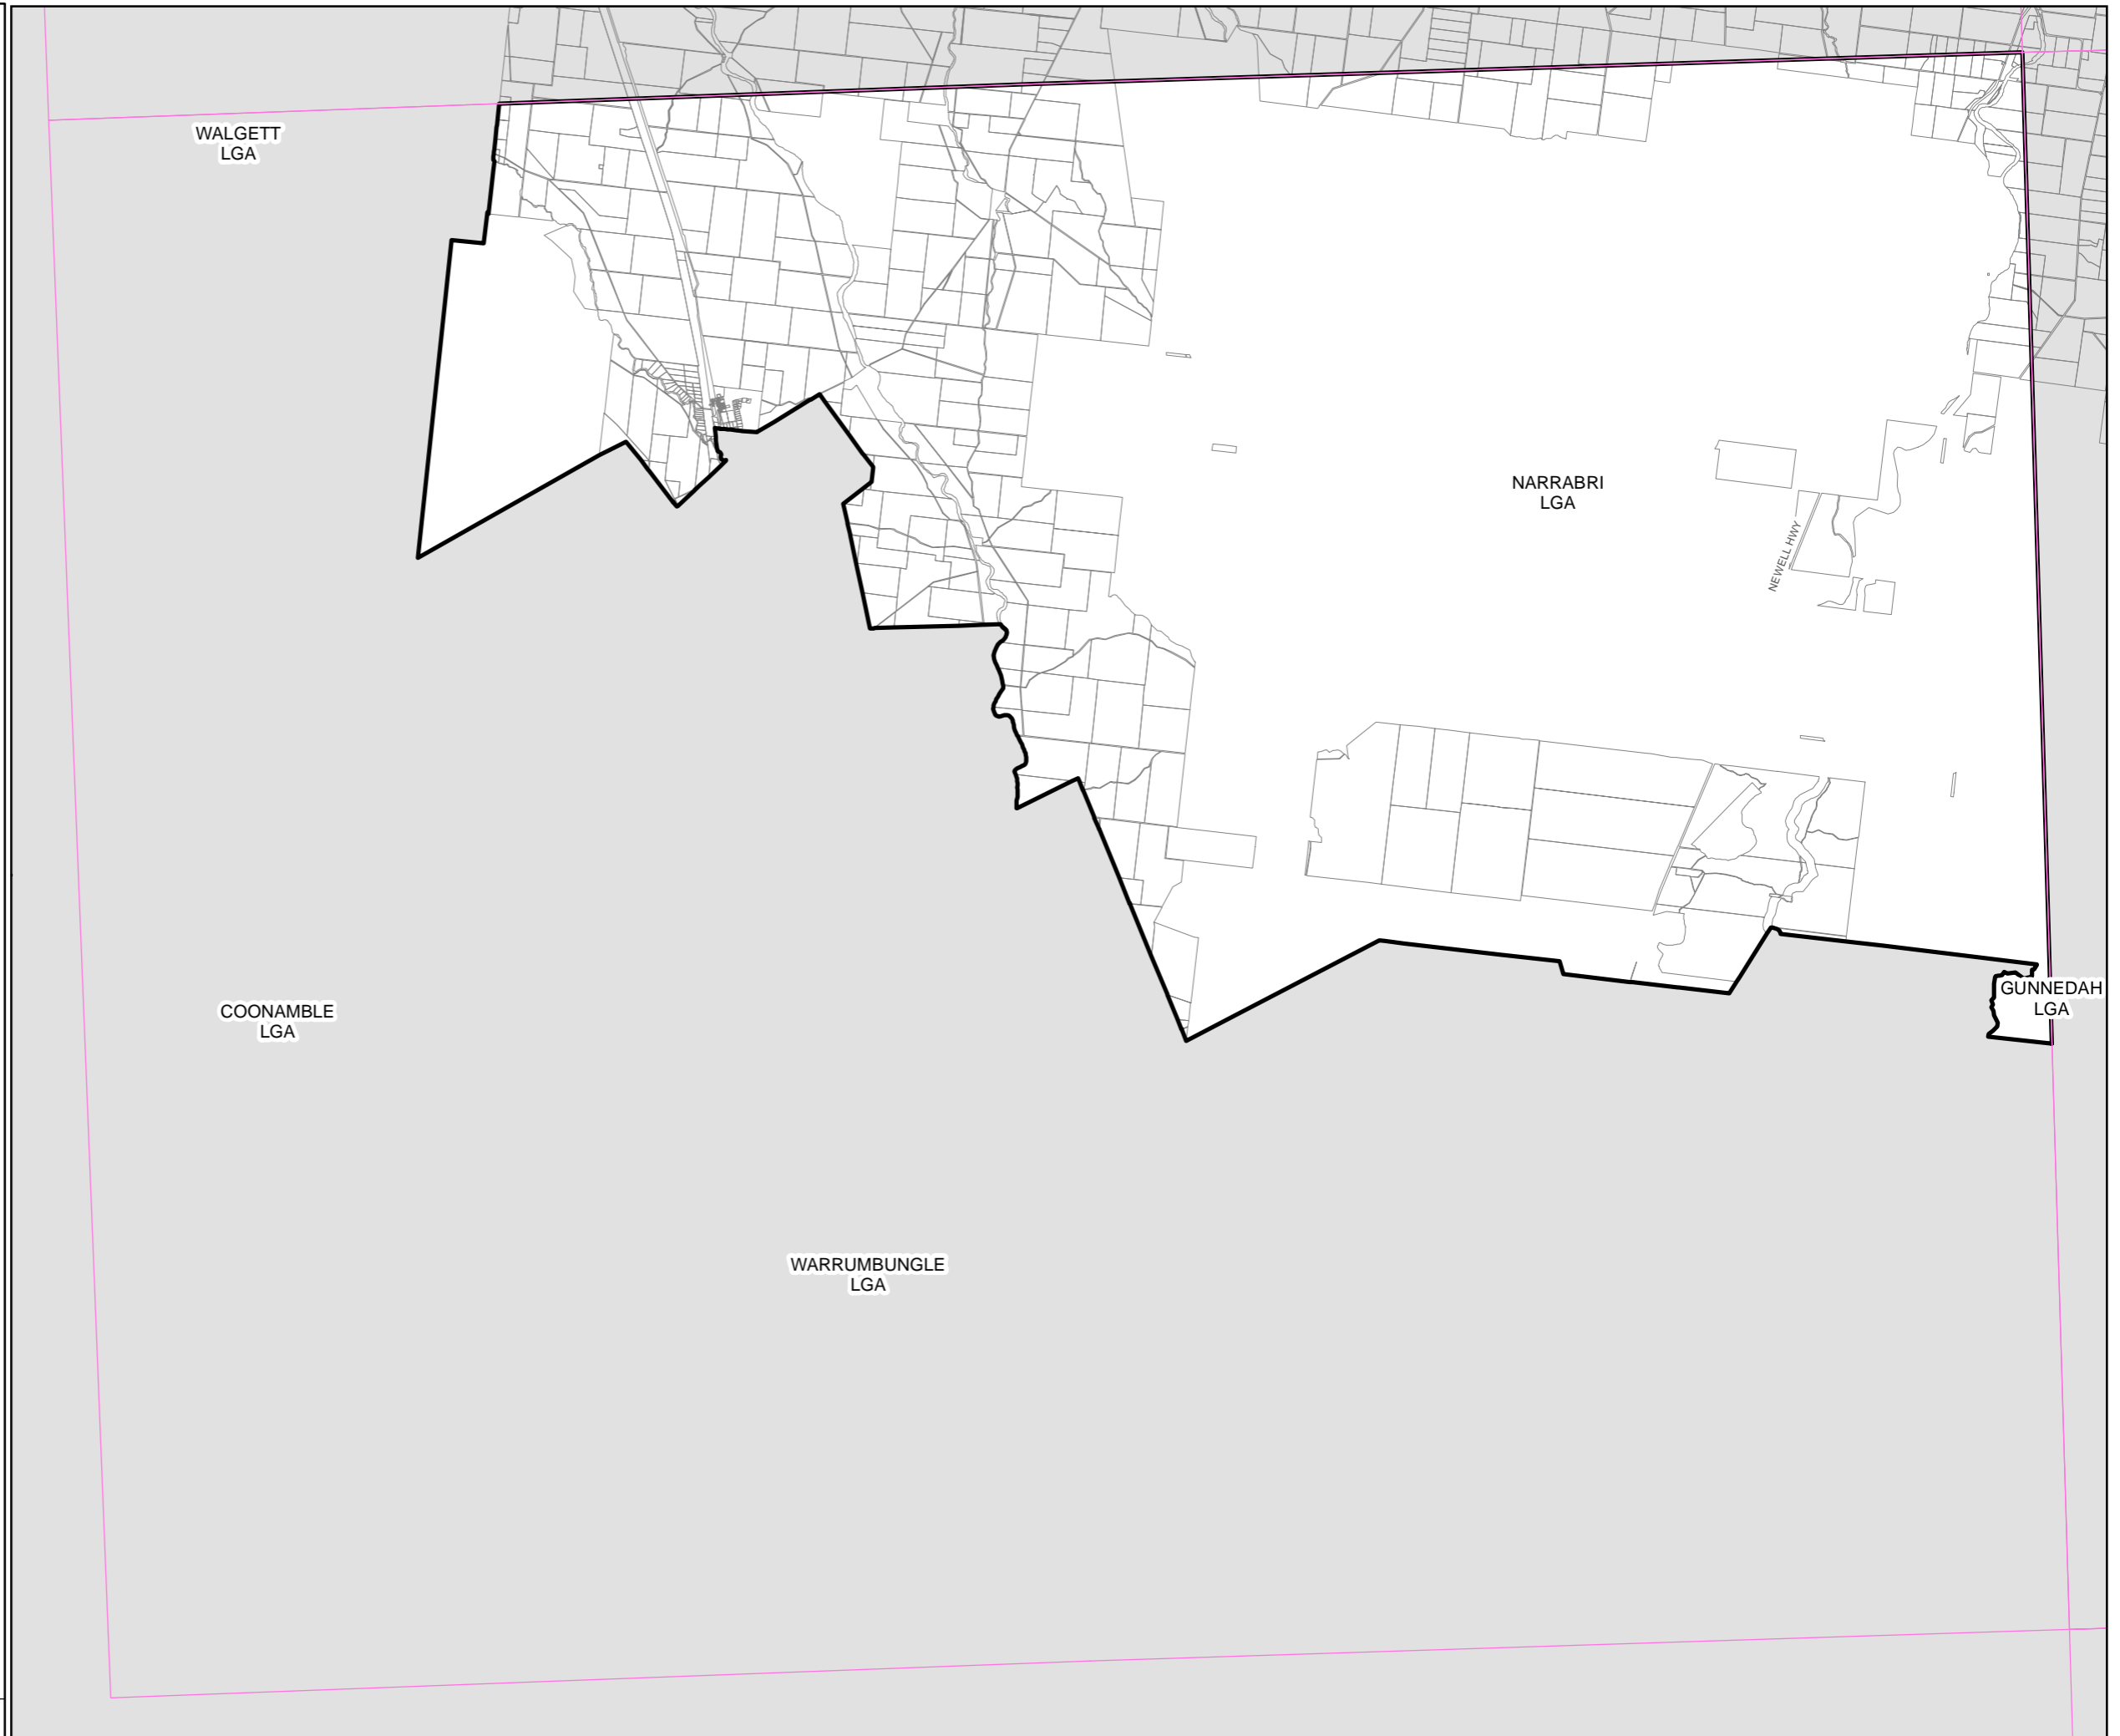 WALGETT
LGA
NARRABRI
LGA
NEWELL HWY
GUNNEDAH
LGA
COONAMBLE
LGA
WARRUMBUNGLE
LGA